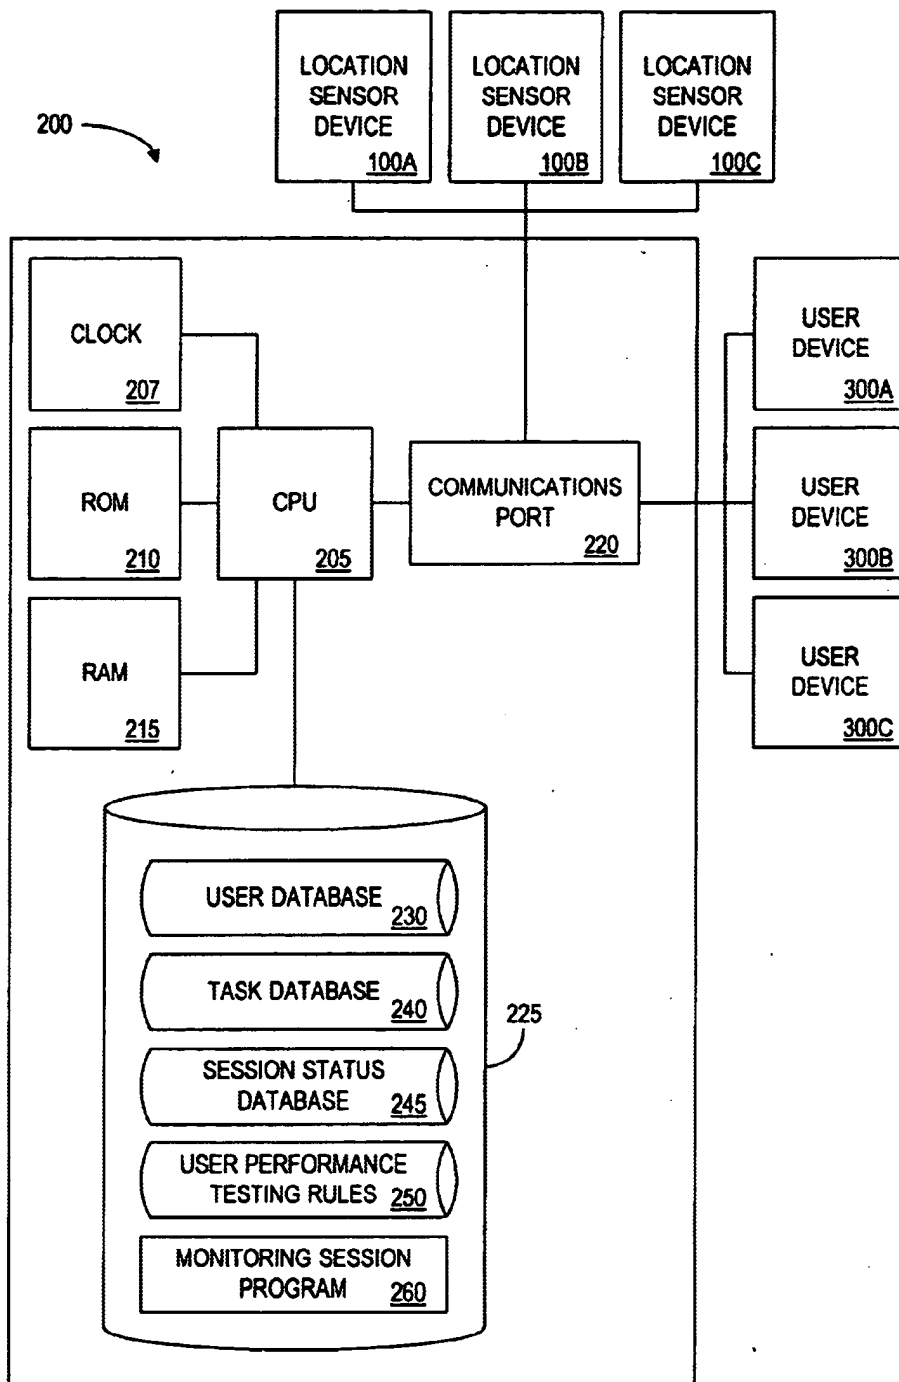 LOCATION
SENSOR
DEVICE
100A
LOCATION
SENSOR
DEVICE
100B
LOCATION
SENSOR
DEVICE
100C
200
CLOCK
207
ROM
210
RAM
215
CPU
205
COMMUNICATIONS
PORT
220
USER
DEVICE
300A
USER
DEVICE
300B
USER
DEVICE
300C
USER DATABASE
230
TASK DATABASE
240
SESSION STATUS
DATABASE
245
USER PERFORMANCE
TESTING RULES
250
MONITORING SESSION
PROGRAM
260
225